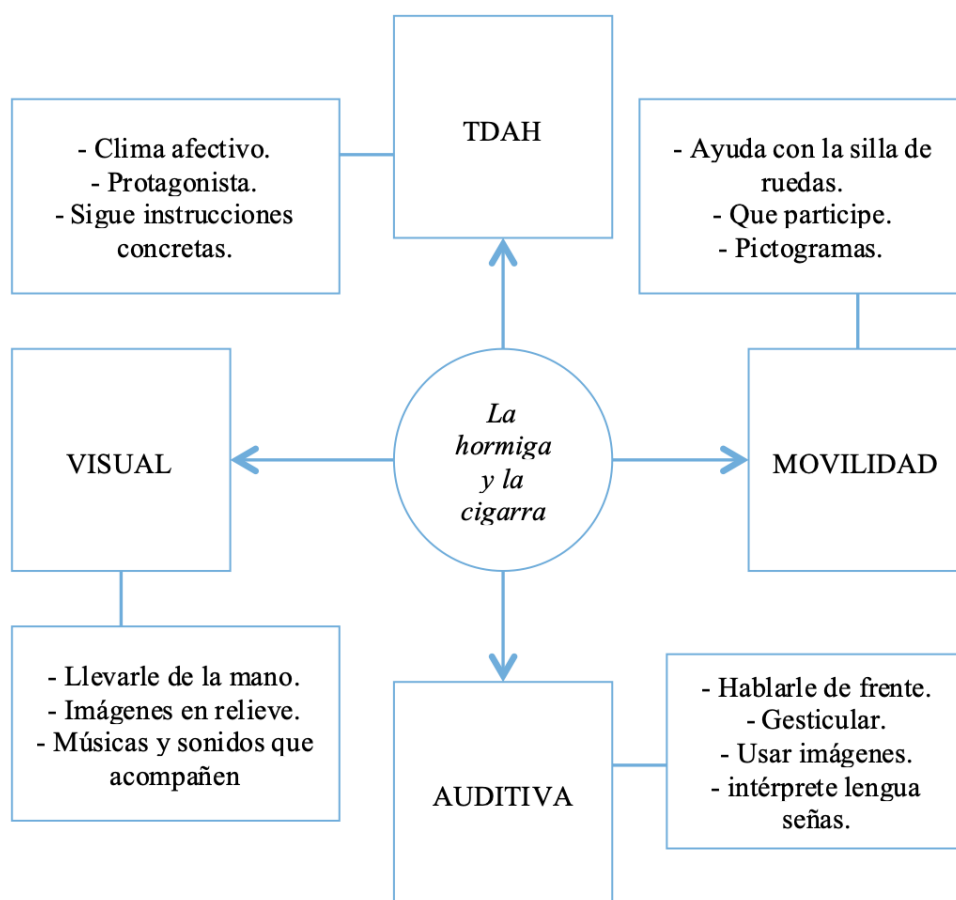 TDAH
- Clima afectivo.
- Protagonista.
- Sigue instrucciones
concretas.
- Ayuda con la silla de
ruedas.
- Que participe.
- Pictogramas.
La
hormiga
y la
cigarra
VISUAL
MOVILIDAD
- Llevarle de la mano.
- Imágenes en relieve.
- Músicas y sonidos que
acompañen
AUDITIVA
- Hablarle de frente.
- Gesticular.
- Usar imágenes.
- intérprete lengua
señas.